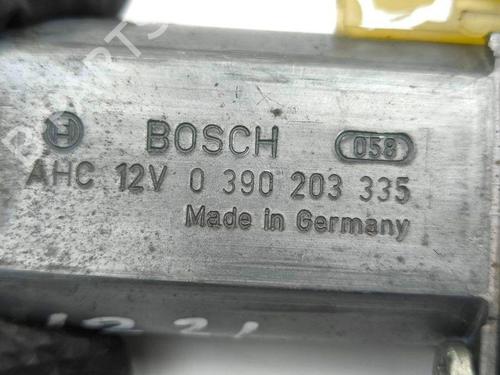 BOSCH 058
AHC 12V 0 390 203 335
Made in Germany